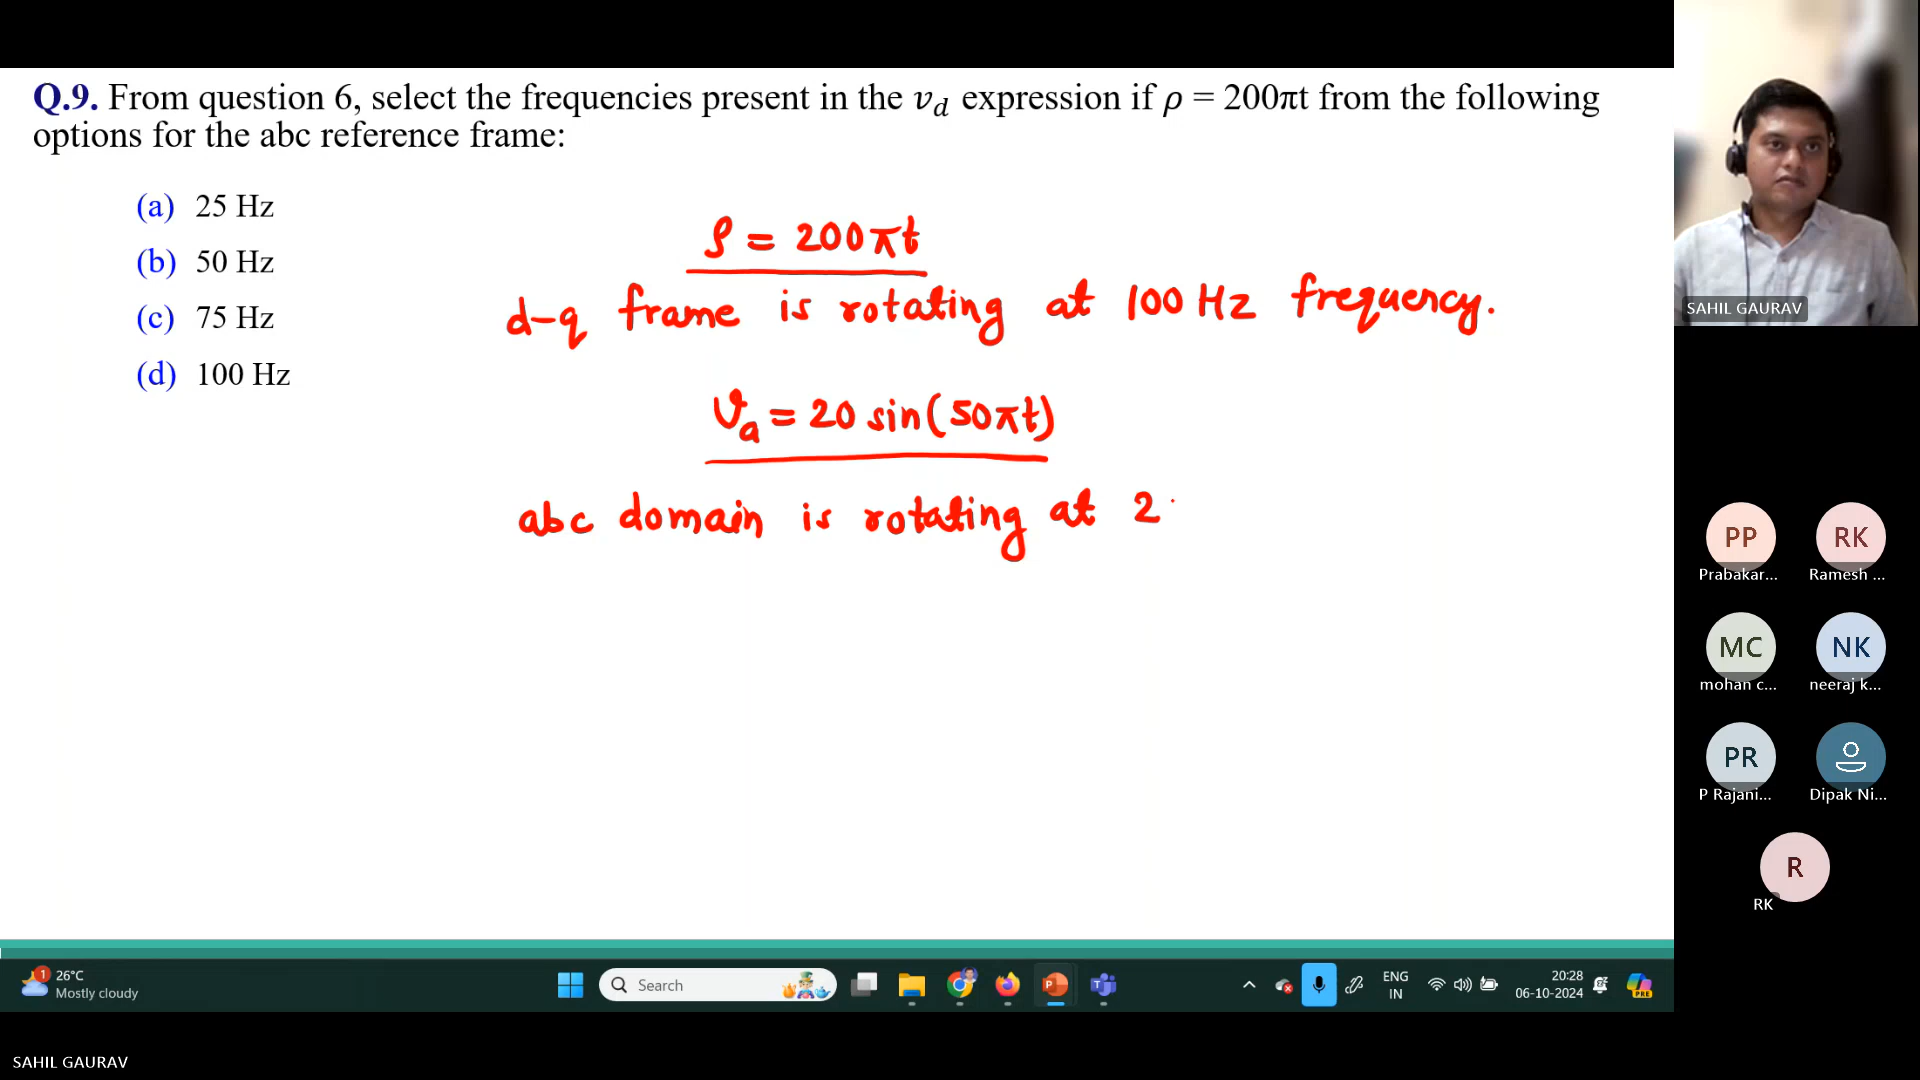 Q.9. From question 6, select the frequencies present in the v_d expression if ρ = 200πt from the following
options for the abc reference frame:
(a) 25 Hz
(b) 50 Hz
(c) 75 Hz
(d) 100 Hz
ρ = 200πt
d-q frame is rotating at 100 Hz frequency.
v_a = 20 sin(50πt)
abc domain is rotating at 2
SAHIL GAURAV
PP
Prabakar...
RK
Ramesh ...
MC
mohan c...
NK
neeraj k...
PR
P Rajani...
Dipak Ni...
R
RK
1
26°C
Mostly cloudy
Search
ENG
IN
20:28
06-10-2024
PRE
SAHIL GAURAV